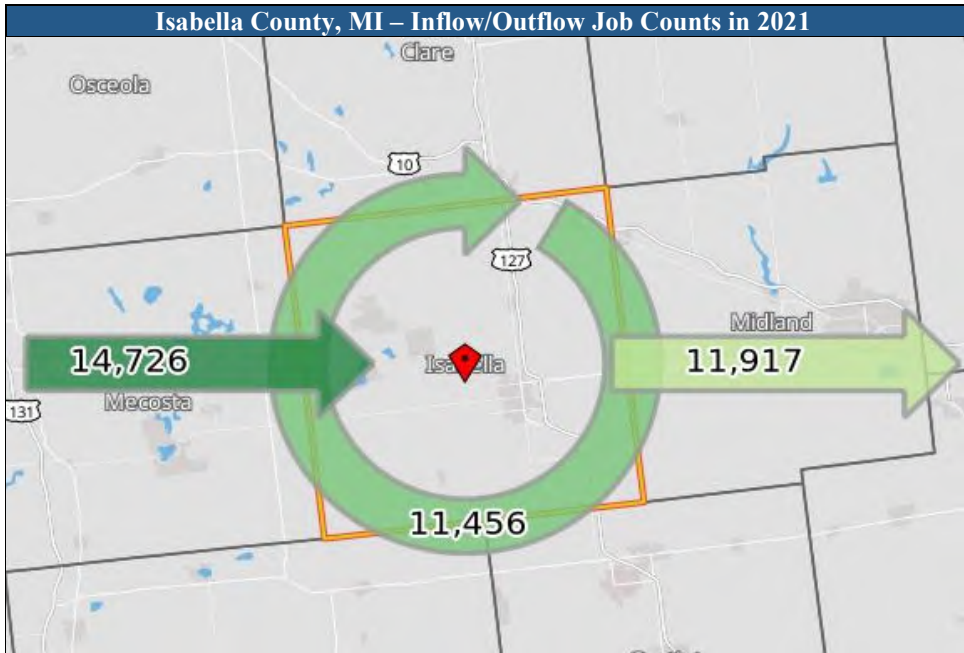 Isabella County, MI – Inflow/Outflow Job Counts in 2021
Clare
Osceola
10
127
Midland
14,726
Isabella
11,917
Mecosta
131
11,456